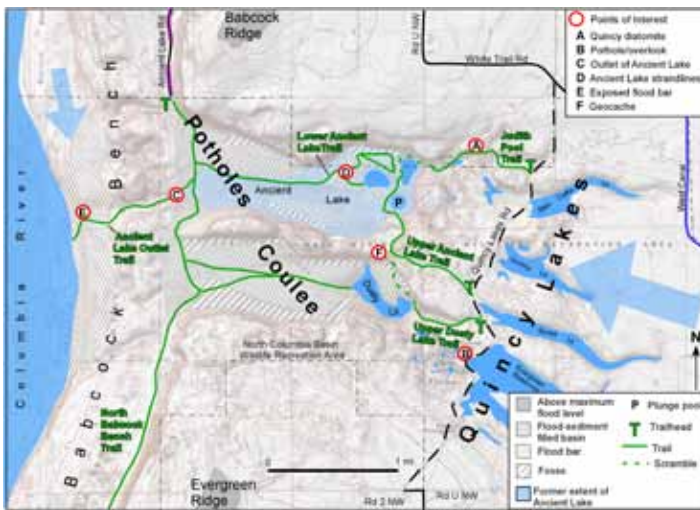 Babcock
Ridge
Ancient Lake Rd
Rd U NW
White Trail Rd
Points of Interest
A Quincy diatomite
B Pothole/overlook
C Outlet of Ancient Lake
D Ancient Lake strandlines
E Exposed flood bar
F Geocache
West Canal
Columbia River
Babcock Bench
Potholes
Coulee
Lower Ancient
Lake Trail
Judith
Pool
Trail
A
D
C
E
Ancient
Lake
P
T
T
Ancient
Lake Outlet
Trail
Upper Ancient
Lake Trail
F
T
Dusty
Quincy Lakes
Upper Dusty
Lake Trail
T
B
North Columbia Basin
Wildlife Recreation Area
North
Babcock
Bench
Trail
N
0
1 mi
Evergreen
Ridge
Rd 2 NW
Rd U NW
Above maximum
flood level
Flood-sediment
filled basin
Flood bar
Fosse
Former extent of
Ancient Lake
P Plunge pool
T Trailhead
Trail
Scramble